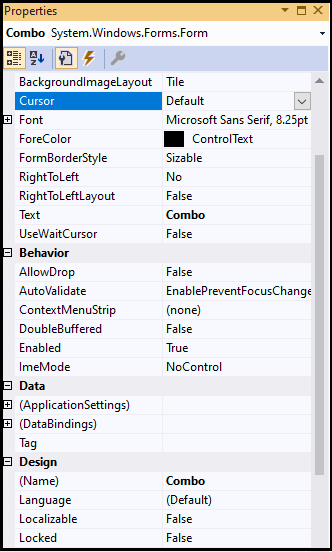 Properties
Combo System.Windows.Forms.Form
BackgroundImageLayout Tile
Cursor Default
Font Microsoft Sans Serif, 8.25pt
ForeColor ControlText
FormBorderStyle Sizable
RightToLeft No
RightToLeftLayout False
Text Combo
UseWaitCursor False
Behavior
AllowDrop False
AutoValidate EnablePreventFocusChange
ContextMenuStrip (none)
DoubleBuffered False
Enabled True
ImeMode NoControl
Data
(ApplicationSettings)
(DataBindings)
Tag
Design
(Name) Combo
Language (Default)
Localizable False
Locked False